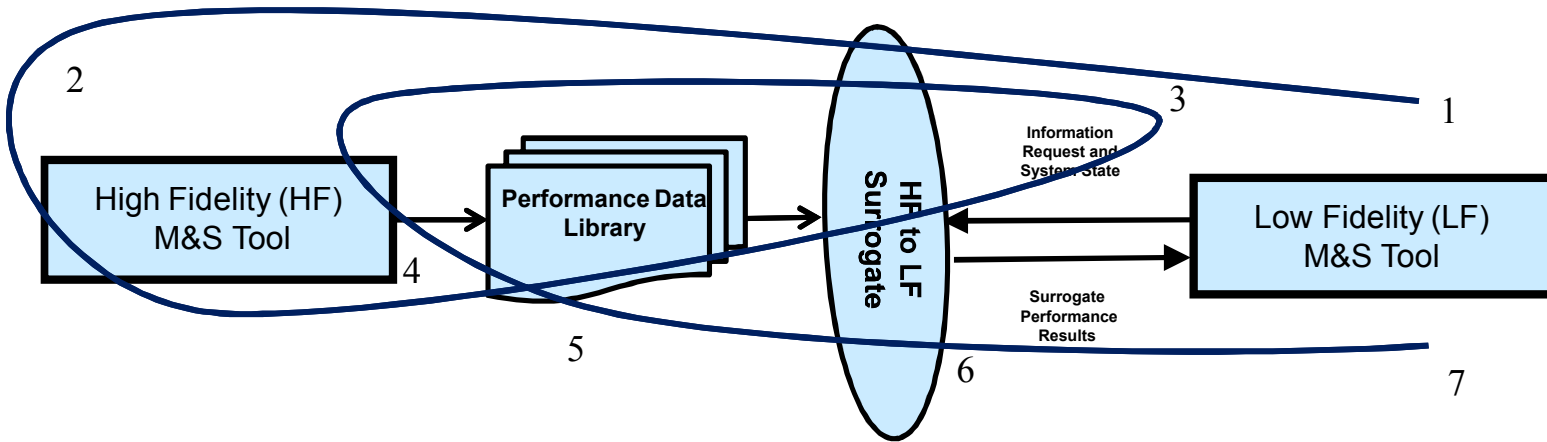 2
3
1
Information
Request and
System State
High Fidelity (HF)
M&S Tool
Performance Data
Library
HF to LF
Surrogate
Low Fidelity (LF)
M&S Tool
4
Surrogate
Performance
Results
5
6
7